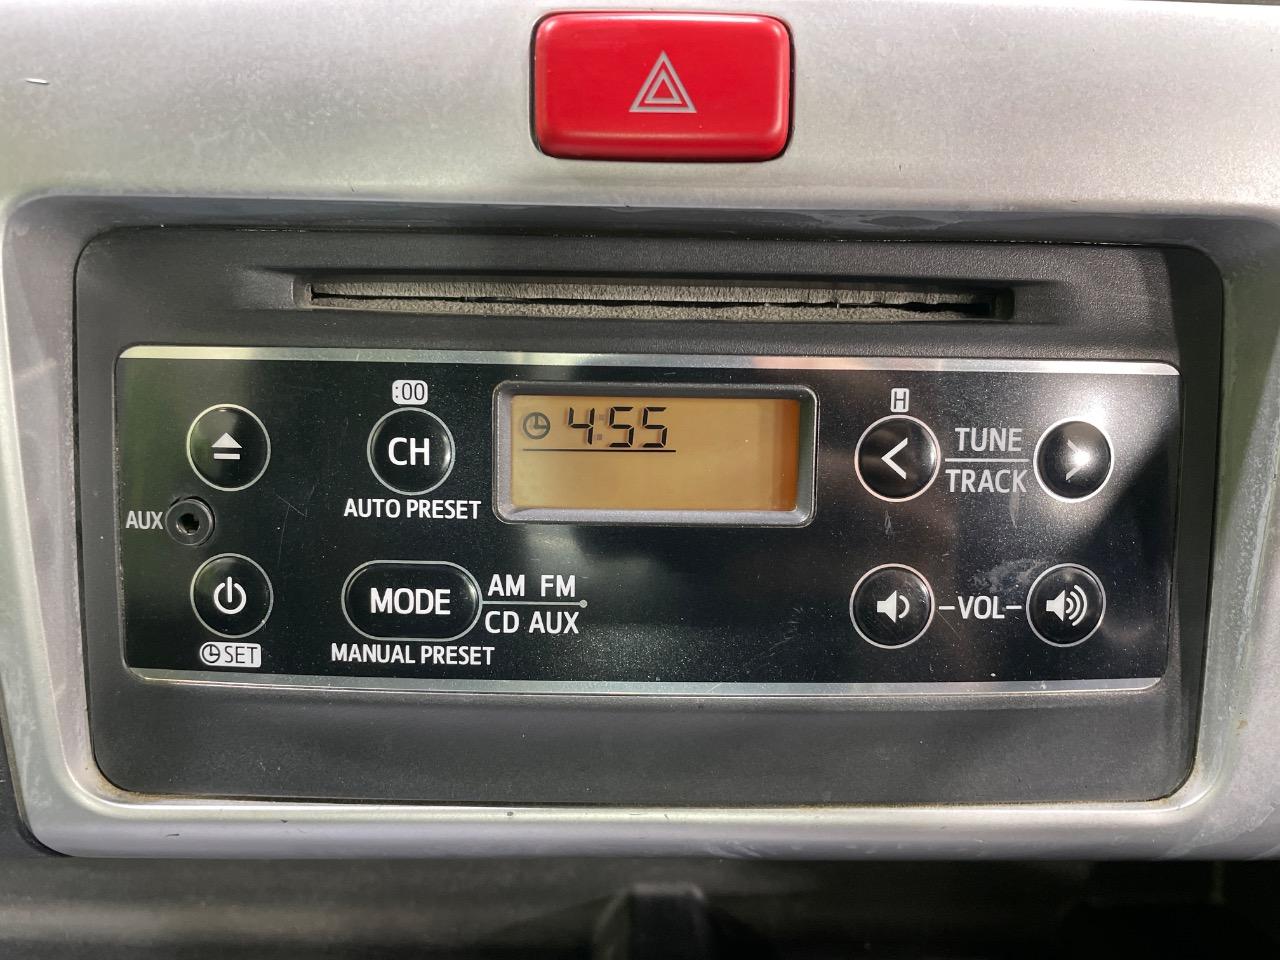 :00
CH
AUTO PRESET
4:55
H
TUNE
TRACK
AUX
MODE
AM FM
CD AUX
MANUAL PRESET
SET
-VOL-